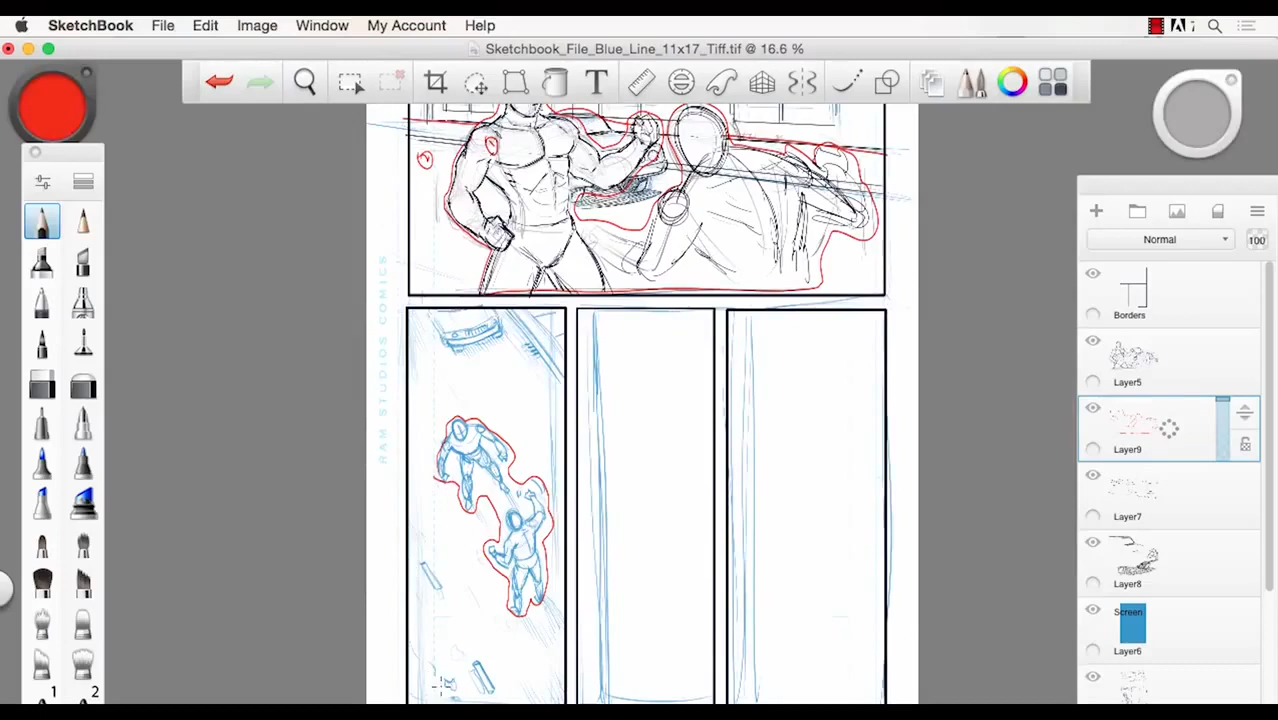 SketchBook File Edit Image Window My Account Help
Sketchbook_File_Blue_Line_11x17_Tiff.tif @ 16.6 %
T
Normal
100
Borders
Layer5
Layer9
Layer7
Layer8
Screen
Layer6
RAM STUDIOS COMICS
1
2